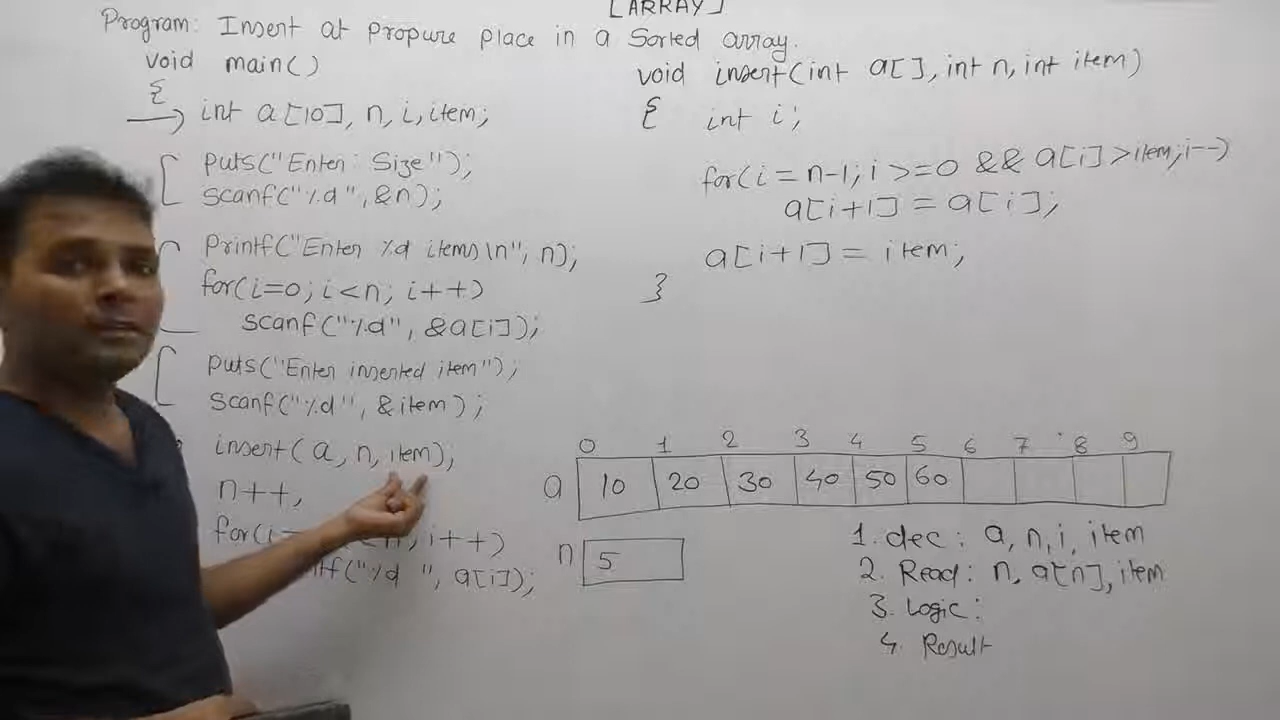 [ARRAY]
Program: Insert at propure place in a Sorted array.
void main()
{
int a[10], n, i, item;
puts("Enter: Size");
scanf("%d", &n);
Printf("Enter %d items\n", n);
for(i=0; i<n; i++)
scanf("%d", &a[i]);
puts("Enter inserted item");
scanf("%d", &item);
insert(a, n, item);
n++,
for(i= n; i++)
ntf("%d ", a[i]);
void insert(int a[], int n, int item)
{ int i;
for(i=n-1; i>=0 && a[i]>item; i--)
a[i+1] = a[i];
a[i+1] = item;
}
0 1 2 3 4 5 6 7 8 9
a 10 20 30 40 50 60
n 5
1. dec: a, n, i, item
2. Read: n, a[n], item
3. Logic:
4. Result